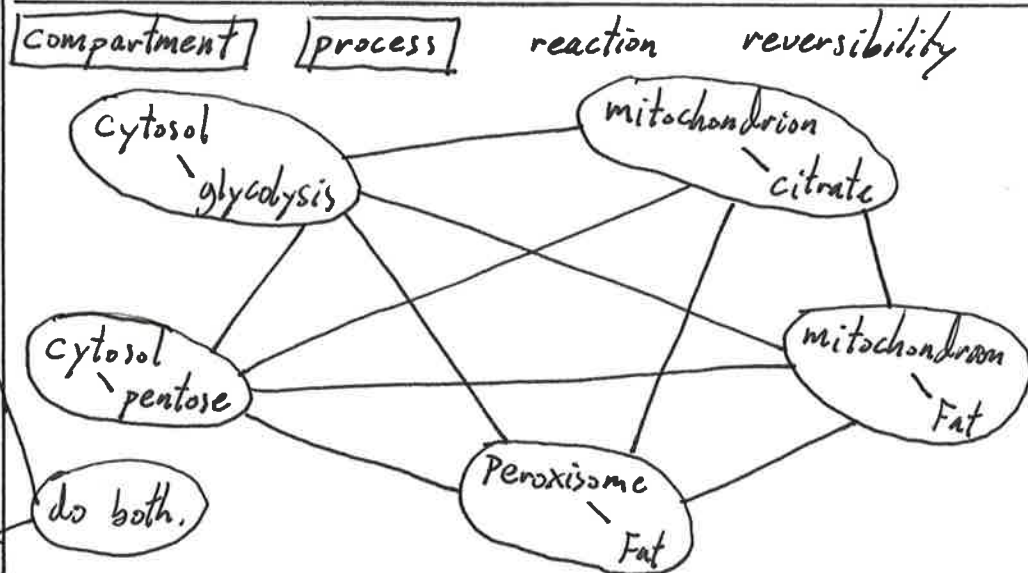 compartment process reaction reversibility
cytosol
glycolysis
mitochondrion
citrate
cytosol
pentose
mitochondrion
Fat
Peroxisome
Fat
do both.